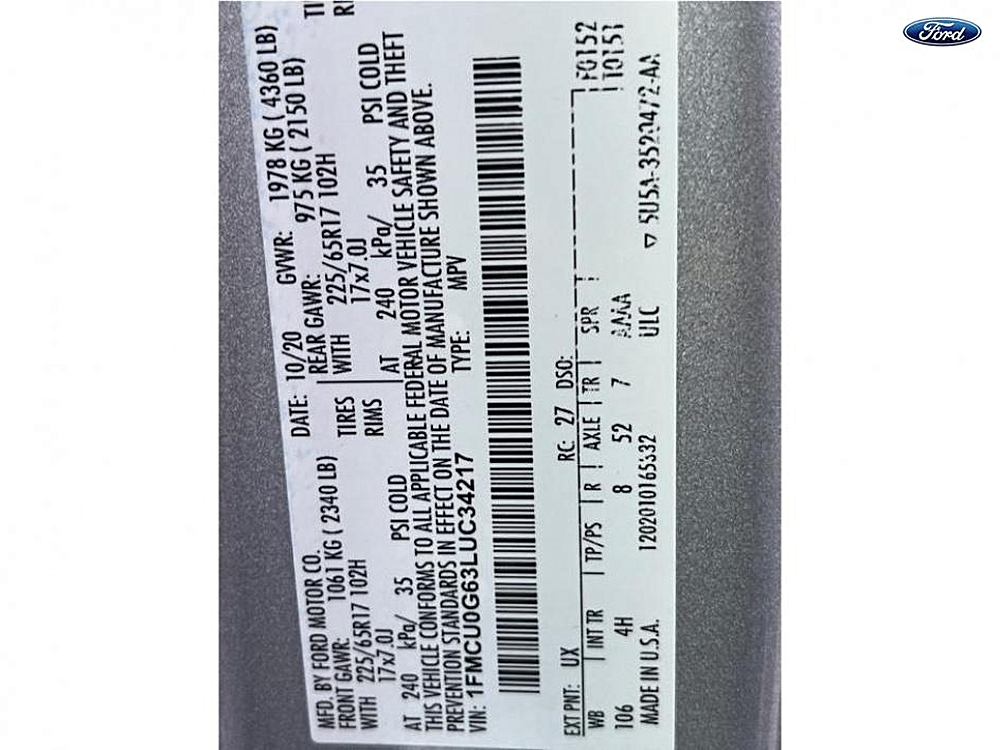 Ford
MFD. BY FORD MOTOR CO.
DATE: 10/20 GVWR: 1978 KG ( 4360 LB)
FRONT GAWR: 1061 KG ( 2340 LB) REAR GAWR: 975 KG ( 2150 LB)
WITH 225/65R17 102H TIRES WITH 225/65R17 102H
17x7.0J RIMS 17x7.0J
AT 240 kPa/ 35 PSI COLD AT 240 kPa/ 35 PSI COLD
THIS VEHICLE CONFORMS TO ALL APPLICABLE FEDERAL MOTOR VEHICLE SAFETY AND THEFT
PREVENTION STANDARDS IN EFFECT ON THE DATE OF MANUFACTURE SHOWN ABOVE.
VIN: 1FMCU0G63LUC34217 TYPE: MPV
EXT PNT: UX RC: 27 DSO: F0152
WB INT TR TP/PS R AXLE TR SPR T0151
106 4H 8 52 7 AAAA
MADE IN U.S.A. ULC 5U5A-3520472-AA